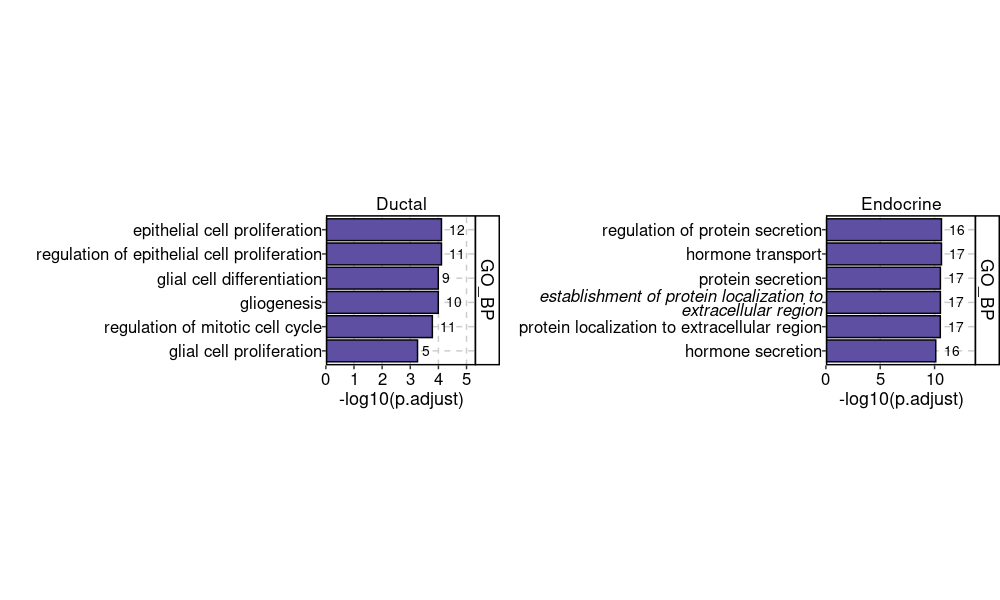 Ductal
epithelial cell proliferation 12
regulation of epithelial cell proliferation 11
glial cell differentiation 9
gliogenesis 10
regulation of mitotic cell cycle 11
glial cell proliferation 5
GO_BP
0 1 2 3 4 5
-log10(p.adjust)
Endocrine
regulation of protein secretion 16
hormone transport 17
protein secretion 17
establishment of protein localization to
extracellular region 17
protein localization to extracellular region 17
hormone secretion 16
GO_BP
0 5 10
-log10(p.adjust)